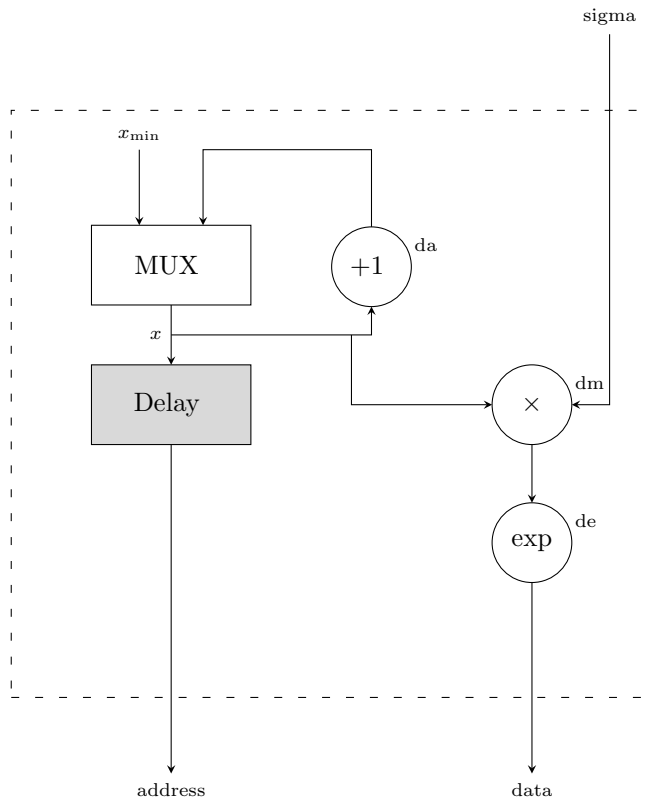 sigma
x_min
MUX
+1
da
x
Delay
×
dm
exp
de
address
data